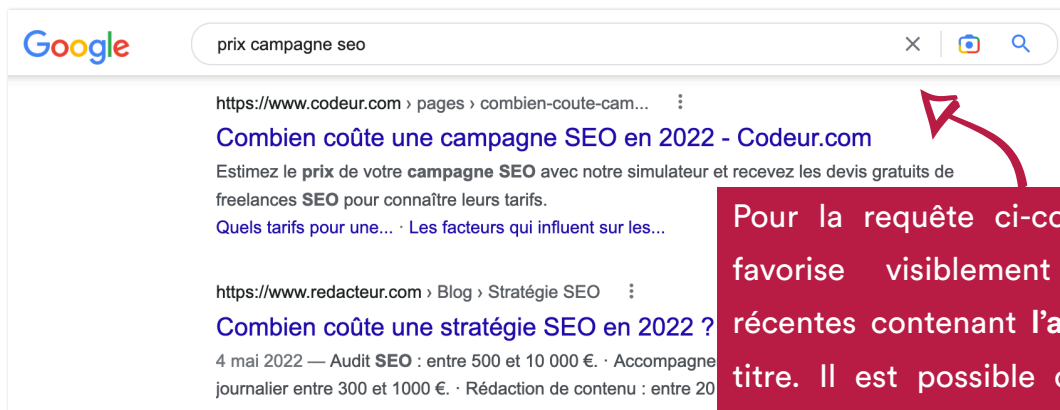 Google
prix campagne seo
https://www.codeur.com › pages › combien-coute-cam...
Combien coûte une campagne SEO en 2022 - Codeur.com
Estimez le prix de votre campagne SEO avec notre simulateur et recevez les devis gratuits de
freelances SEO pour connaître leurs tarifs.
Quels tarifs pour une... · Les facteurs qui influent sur les...
https://www.redacteur.com › Blog › Stratégie SEO
Combien coûte une stratégie SEO en 2022 ?
4 mai 2022 — Audit SEO : entre 500 et 10 000 €. · Accompagne
journalier entre 300 et 1000 €. · Rédaction de contenu : entre 20
Pour la requête
favorise visiblement
récentes contenant
titre. Il est possible